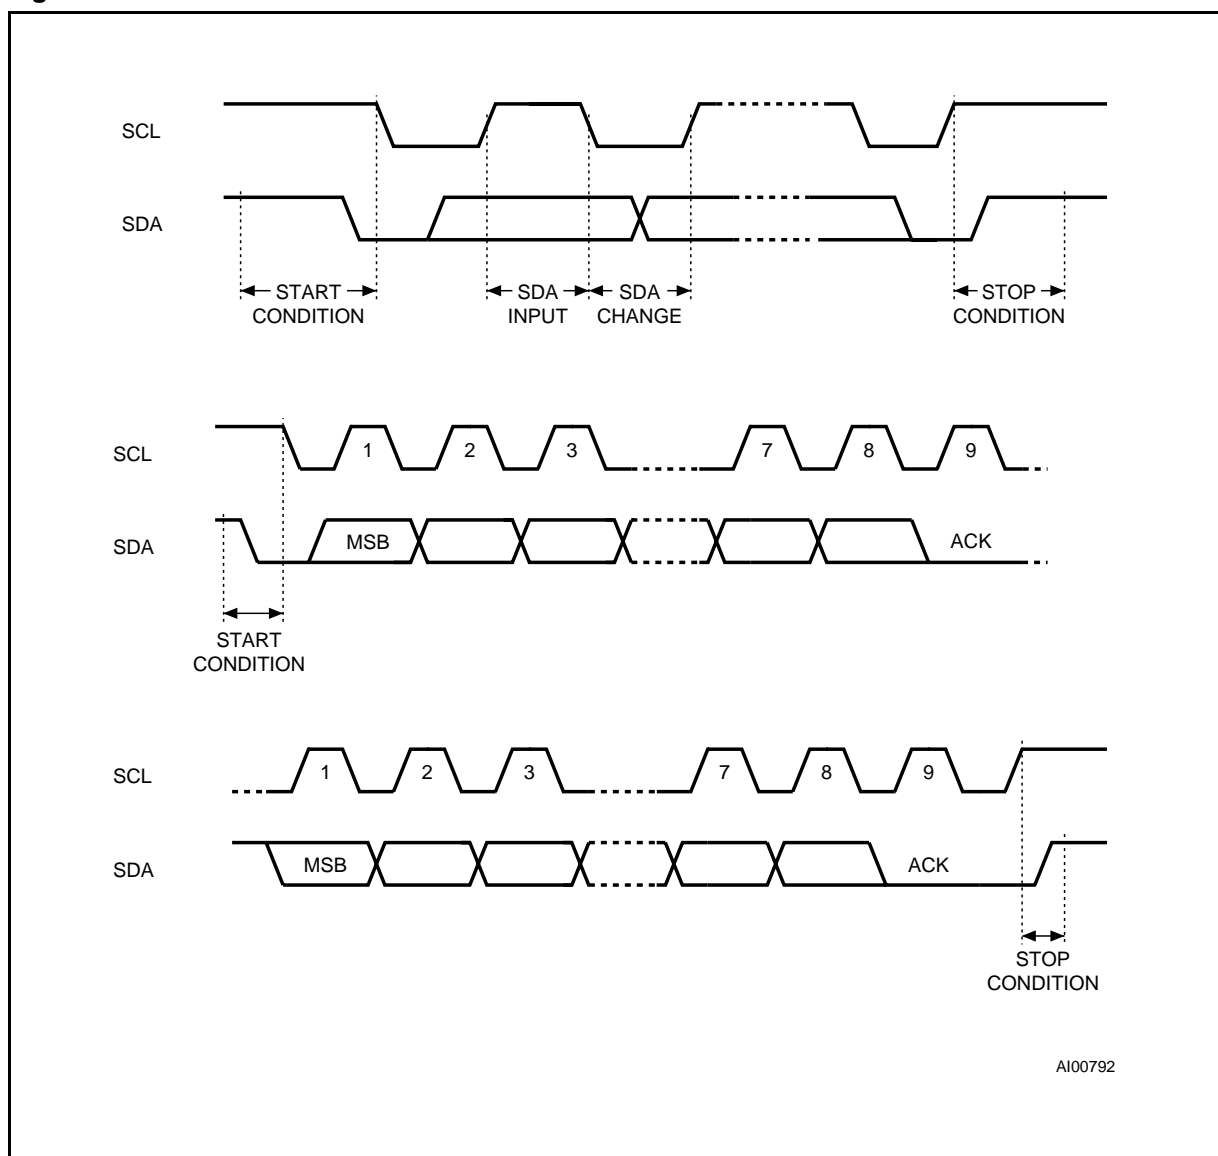 SCL
SDA
START
CONDITION
SDA
INPUT
SDA
CHANGE
STOP
CONDITION
SCL
1 2 3 7 8 9
SDA
MSB ACK
START
CONDITION
SCL
1 2 3 7 8 9
SDA
MSB ACK
STOP
CONDITION
AI00792